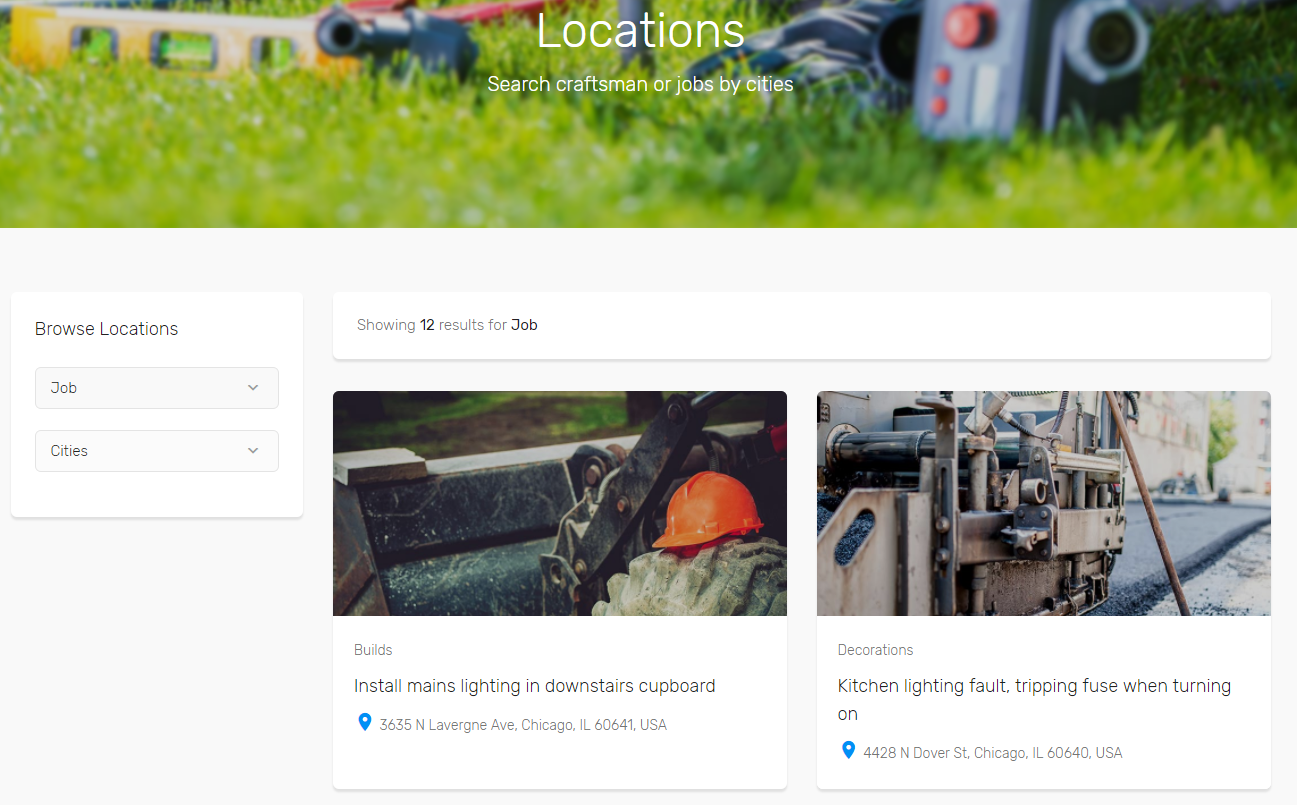 Locations
Search craftsman or jobs by cities
Browse Locations
Job
Cities
Showing 12 results for Job
Builds
Install mains lighting in downstairs cupboard
3635 N Lavergne Ave, Chicago, IL 60641, USA
Decorations
Kitchen lighting fault, tripping fuse when turning
on
4428 N Dover St, Chicago, IL 60640, USA